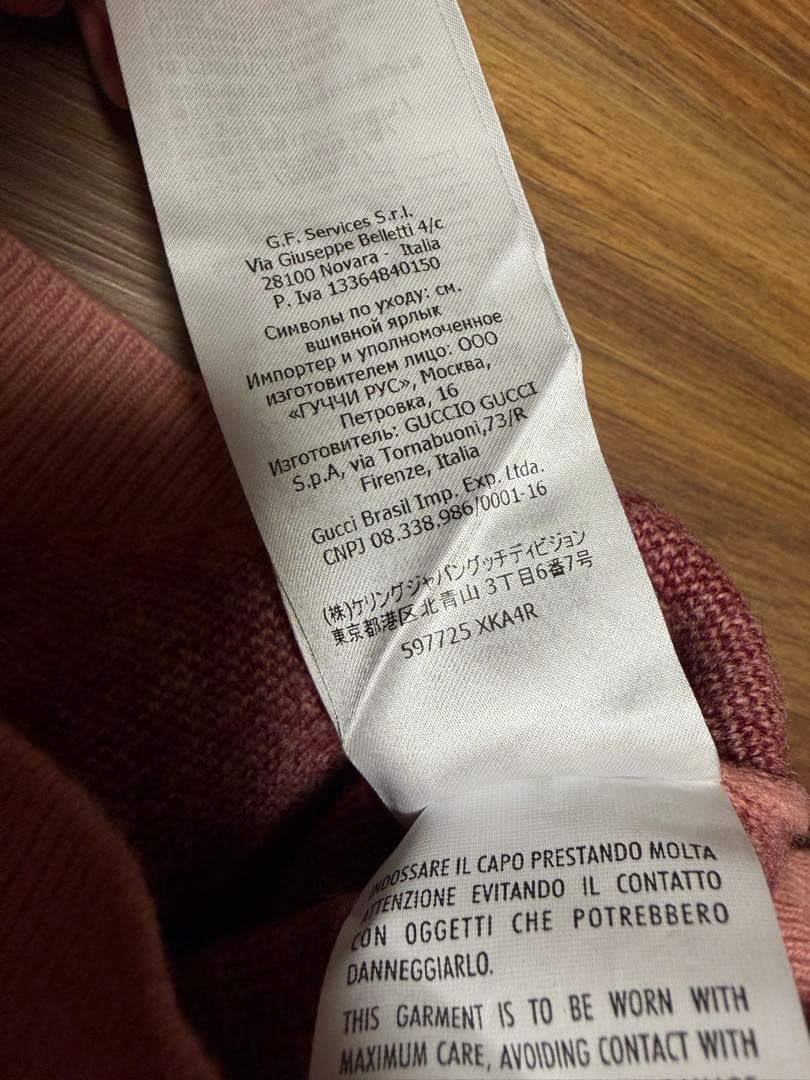 G.F. Services S.r.l.
Via Giuseppe Belletti 4/c
28100 Novara - Italia
P. Iva 13364840150
Символы по уходу: см.
вшивной ярлык
Импортер и уполномоченное
изготовителем лицо: ООО
«ГУЧЧИ РУС», Москва,
Петровка, 16
Изготовитель: GUCCIO GUCCI
S.p.A, via Tornabuoni,73/R
Firenze, Italia
Gucci Brasil Imp. Exp. Ltda.
CNPJ 08.338.986/0001-16
(株)ケリングジャパングッチディビジョン
東京都港区北青山 3丁目6番7号
597725 XKA4R
INDOSSARE IL CAPO PRESTANDO MOLTA
ATTENZIONE EVITANDO IL CONTATTO
CON OGGETTI CHE POTREBBERO
DANNEGGIARLO.
THIS GARMENT IS TO BE WORN WITH
MAXIMUM CARE, AVOIDING CONTACT WITH